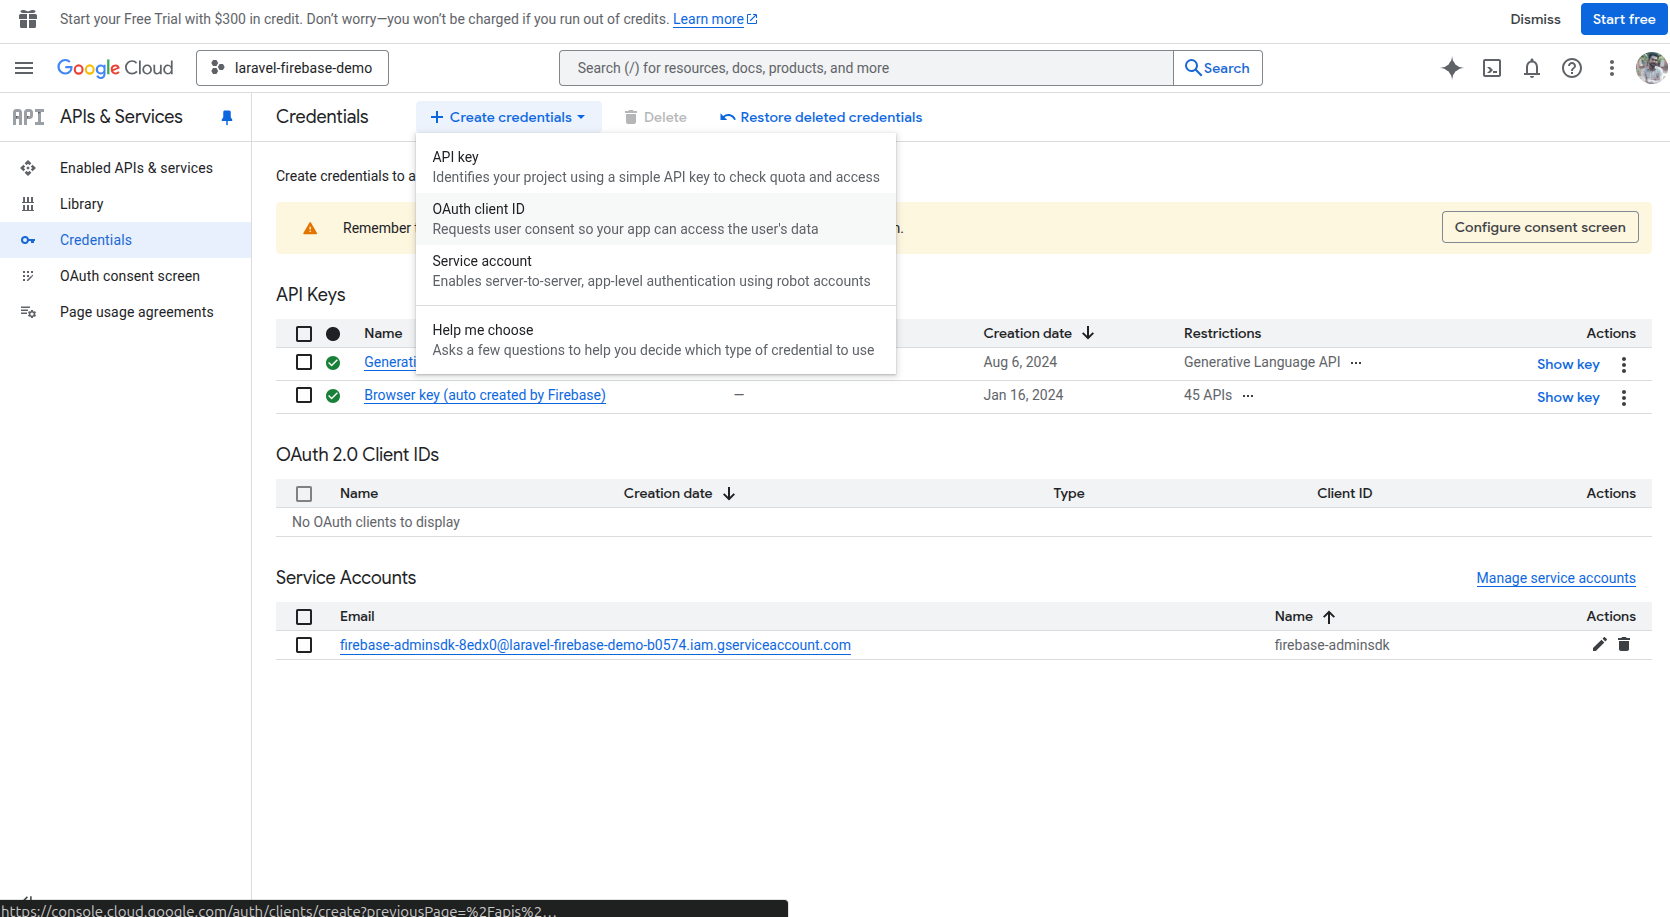 Start your Free Trial with $300 in credit. Don’t worry—you won’t be charged if you run out of credits. Learn more
Dismiss
Start free
Google Cloud
laravel-firebase-demo
Search (/) for resources, docs, products, and more
Search
API
APIs & Services
Credentials
Create credentials
Delete
Restore deleted credentials
Enabled APIs & services
Library
Credentials
OAuth consent screen
Page usage agreements
Create credentials to a
API key
Identifies your project using a simple API key to check quota and access
OAuth client ID
Requests user consent so your app can access the user's data
Service account
Enables server-to-server, app-level authentication using robot accounts
Help me choose
Asks a few questions to help you decide which type of credential to use
Remember
n.
Configure consent screen
API Keys
Name Creation date Restrictions Actions
Generati Aug 6, 2024 Generative Language API ... Show key
Browser key (auto created by Firebase) — Jan 16, 2024 45 APIs ... Show key
OAuth 2.0 Client IDs
Name Creation date Type Client ID Actions
No OAuth clients to display
Service Accounts
Manage service accounts
Email Name Actions
firebase-adminsdk-8edx0@laravel-firebase-demo-b0574.iam.gserviceaccount.com firebase-adminsdk
https://console.cloud.google.com/auth/clients/create?previousPage=%2Fapis%2...